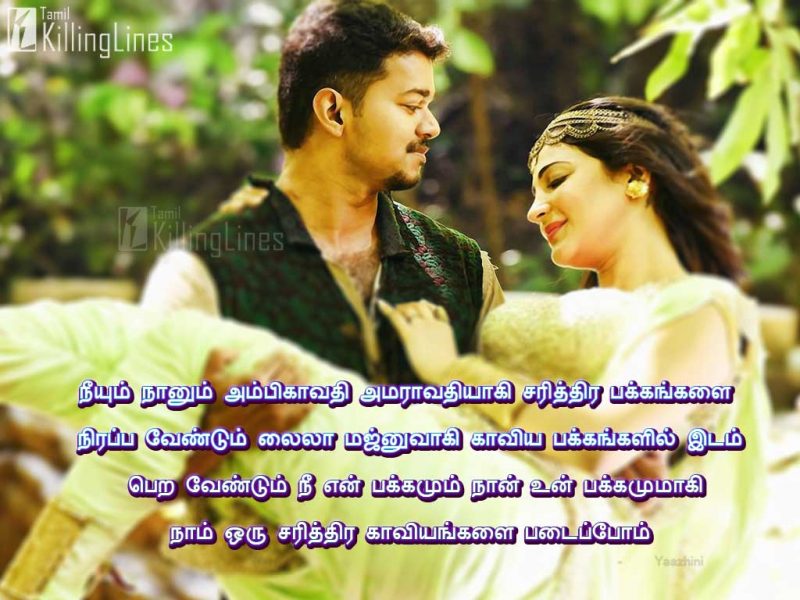 Tamil
KillingLines
Tamil
KillingLines
நீயும் நானும் அம்பிகாவதி அமராவதியாகி சரித்திர பக்கங்களை
நிரப்ப வேண்டும் லைலா மஜ்னுவாகி காவிய பக்கங்களில் இடம்
பெற வேண்டும் நீ என் பக்கமும் நான் உன் பக்கமுமாகி
நாம் ஒரு சரித்திர காவியங்களை படைப்போம்
Yaazhini